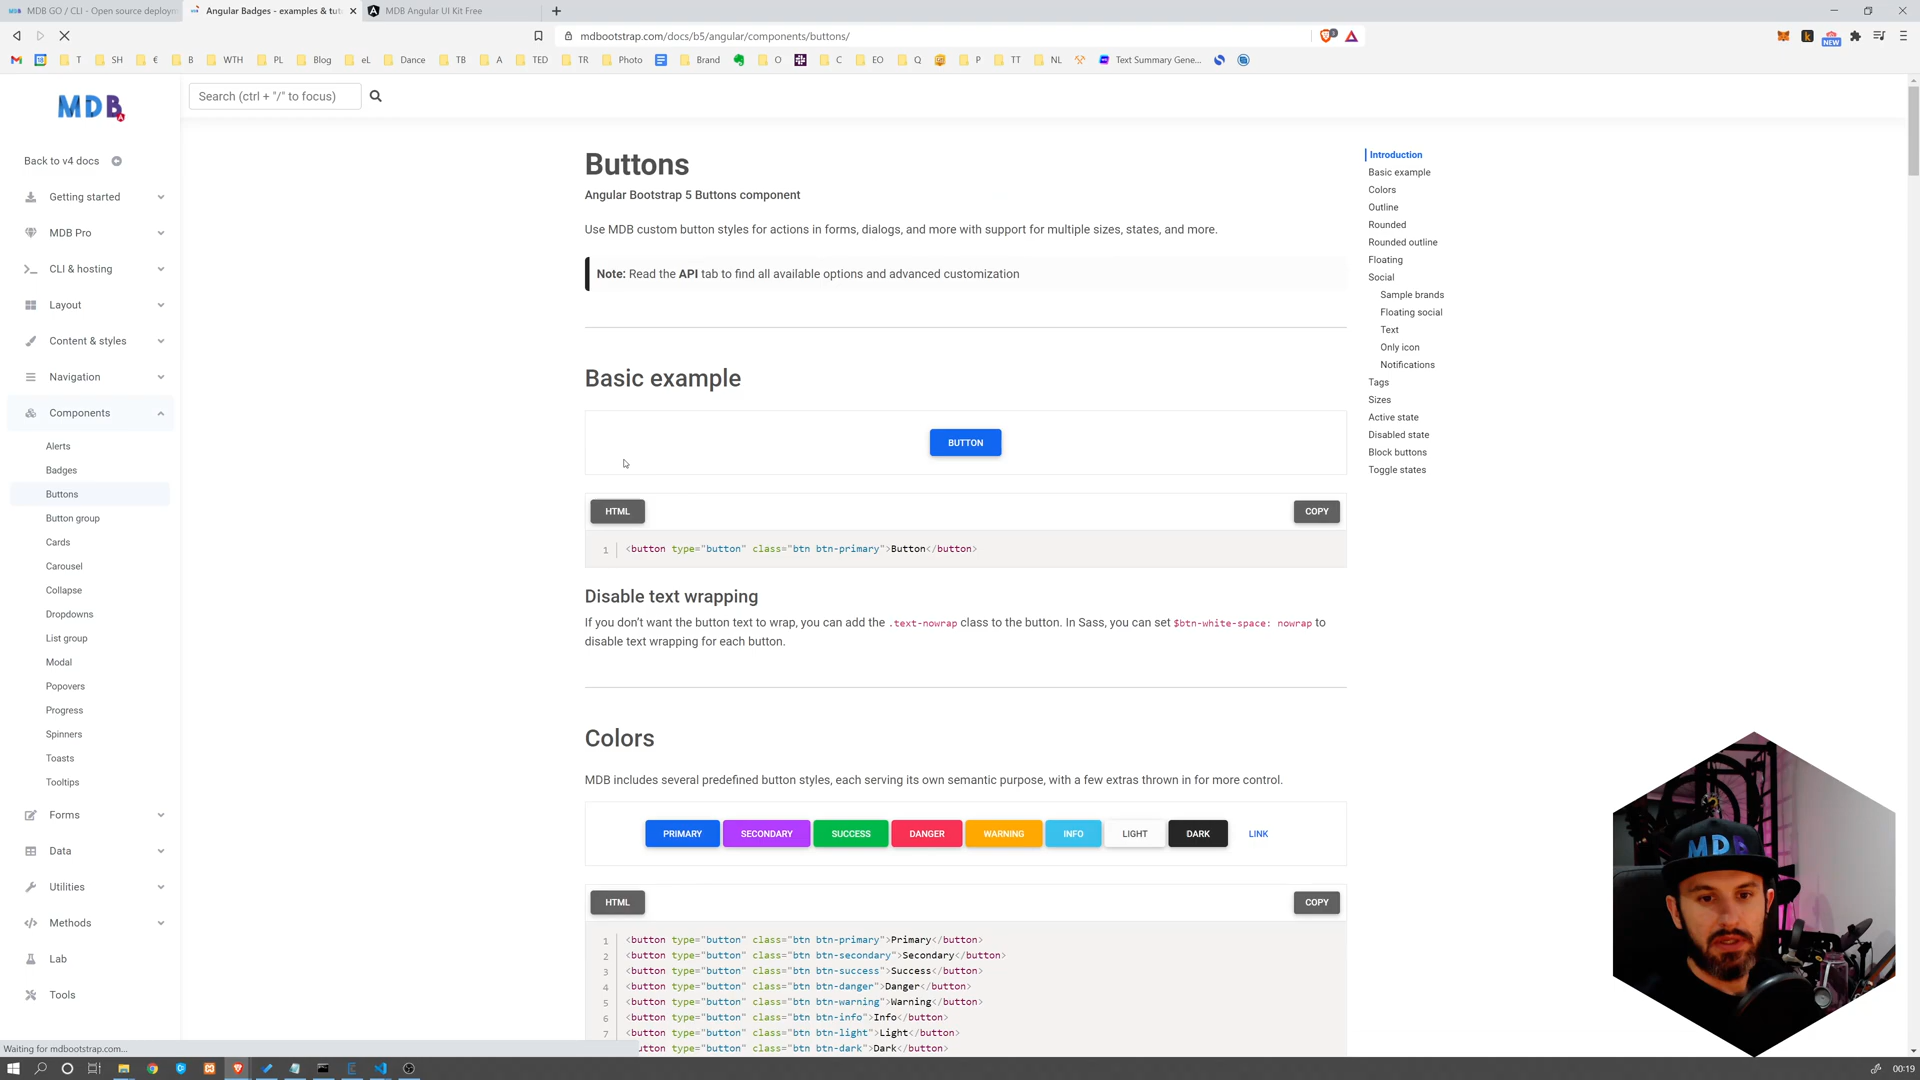 MDB GO / CLI - Open source deploym
Angular Badges - examples & tut
MDB Angular UI Kit Free
mdbootstrap.com/docs/b5/angular/components/buttons/
T
SH
€
B
WTH
PL
Blog
eL
Dance
TB
A
TED
TR
Photo
Brand
O
C
EO
Q
P
TT
NL
Text Summary Gene...
NEW
MDB
Search (ctrl + "/" to focus)
Back to v4 docs
Getting started
MDB Pro
CLI & hosting
Layout
Content & styles
Navigation
Components
Alerts
Badges
Buttons
Button group
Cards
Carousel
Collapse
Dropdowns
List group
Modal
Popovers
Progress
Spinners
Toasts
Tooltips
Forms
Data
Utilities
Methods
Lab
Tools
Waiting for mdbootstrap.com...
Buttons
Angular Bootstrap 5 Buttons component
Use MDB custom button styles for actions in forms, dialogs, and more with support for multiple sizes, states, and more.
Note: Read the API tab to find all available options and advanced customization
Basic example
BUTTON
HTML
COPY
1 <button type="button" class="btn btn-primary">Button</button>
Disable text wrapping
If you don't want the button text to wrap, you can add the .text-nowrap class to the button. In Sass, you can set $btn-white-space: nowrap to
disable text wrapping for each button.
Colors
MDB includes several predefined button styles, each serving its own semantic purpose, with a few extras thrown in for more control.
PRIMARY
SECONDARY
SUCCESS
DANGER
WARNING
INFO
LIGHT
DARK
LINK
HTML
COPY
1 <button type="button" class="btn btn-primary">Primary</button>
2 <button type="button" class="btn btn-secondary">Secondary</button>
3 <button type="button" class="btn btn-success">Success</button>
4 <button type="button" class="btn btn-danger">Danger</button>
5 <button type="button" class="btn btn-warning">Warning</button>
6 <button type="button" class="btn btn-info">Info</button>
7 <button type="button" class="btn btn-light">Light</button>
utton type="button" class="btn btn-dark">Dark</button>
Introduction
Basic example
Colors
Outline
Rounded
Rounded outline
Floating
Social
Sample brands
Floating social
Text
Only icon
Notifications
Tags
Sizes
Active state
Disabled state
Block buttons
Toggle states
MDB
00:19